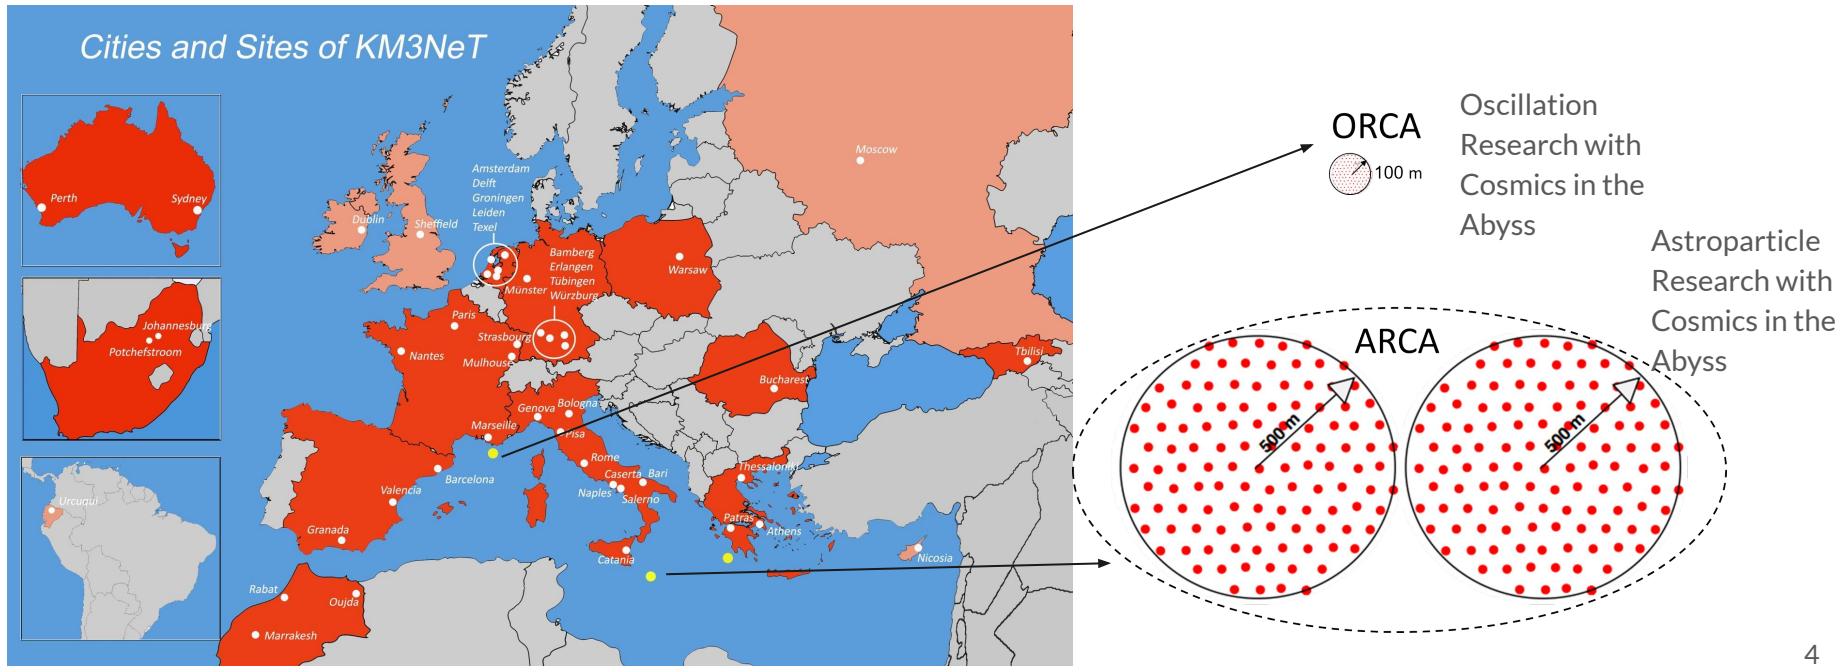 Cities and Sites of KM3NeT
Perth
Sydney
Johannesburg
Potchefstroom
Urcuqui
Moscow
Dublin
Sheffield
Amsterdam
Delft
Groningen
Leiden
Texel
Bamberg
Erlangen
Tübingen
Würzburg
Münster
Warsaw
Paris
Strasbourg
Nantes
Mulhouse
Tbilisi
Bucharest
Genova
Bologna
Marseille
Pisa
Rome
Barcelona
Caserta
Bari
Naples
Salerno
Thessaloniki
Valencia
Granada
Patras
Athens
Catania
Nicosia
Rabat
Oujda
Marrakesh
ORCA
100 m
Oscillation
Research with
Cosmics in the
Abyss
Astroparticle
Research with
Cosmics in the
Abyss
ARCA
500 m
500 m
4